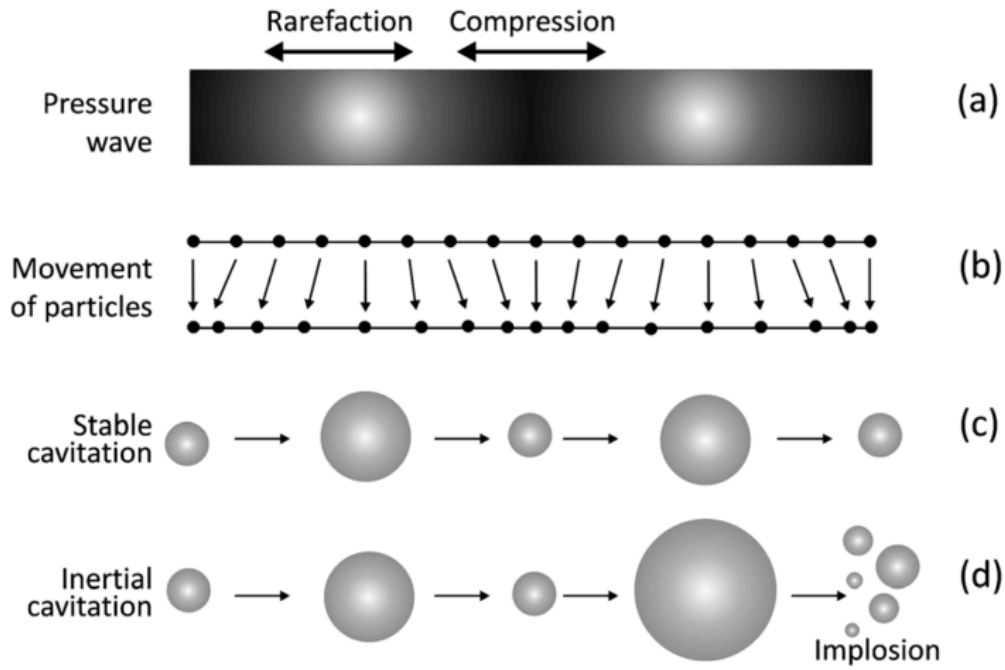 Rarefaction Compression
Pressure
wave
(a)
Movement
of particles
(b)
Stable
cavitation
(c)
Inertial
cavitation
(d)
Implosion